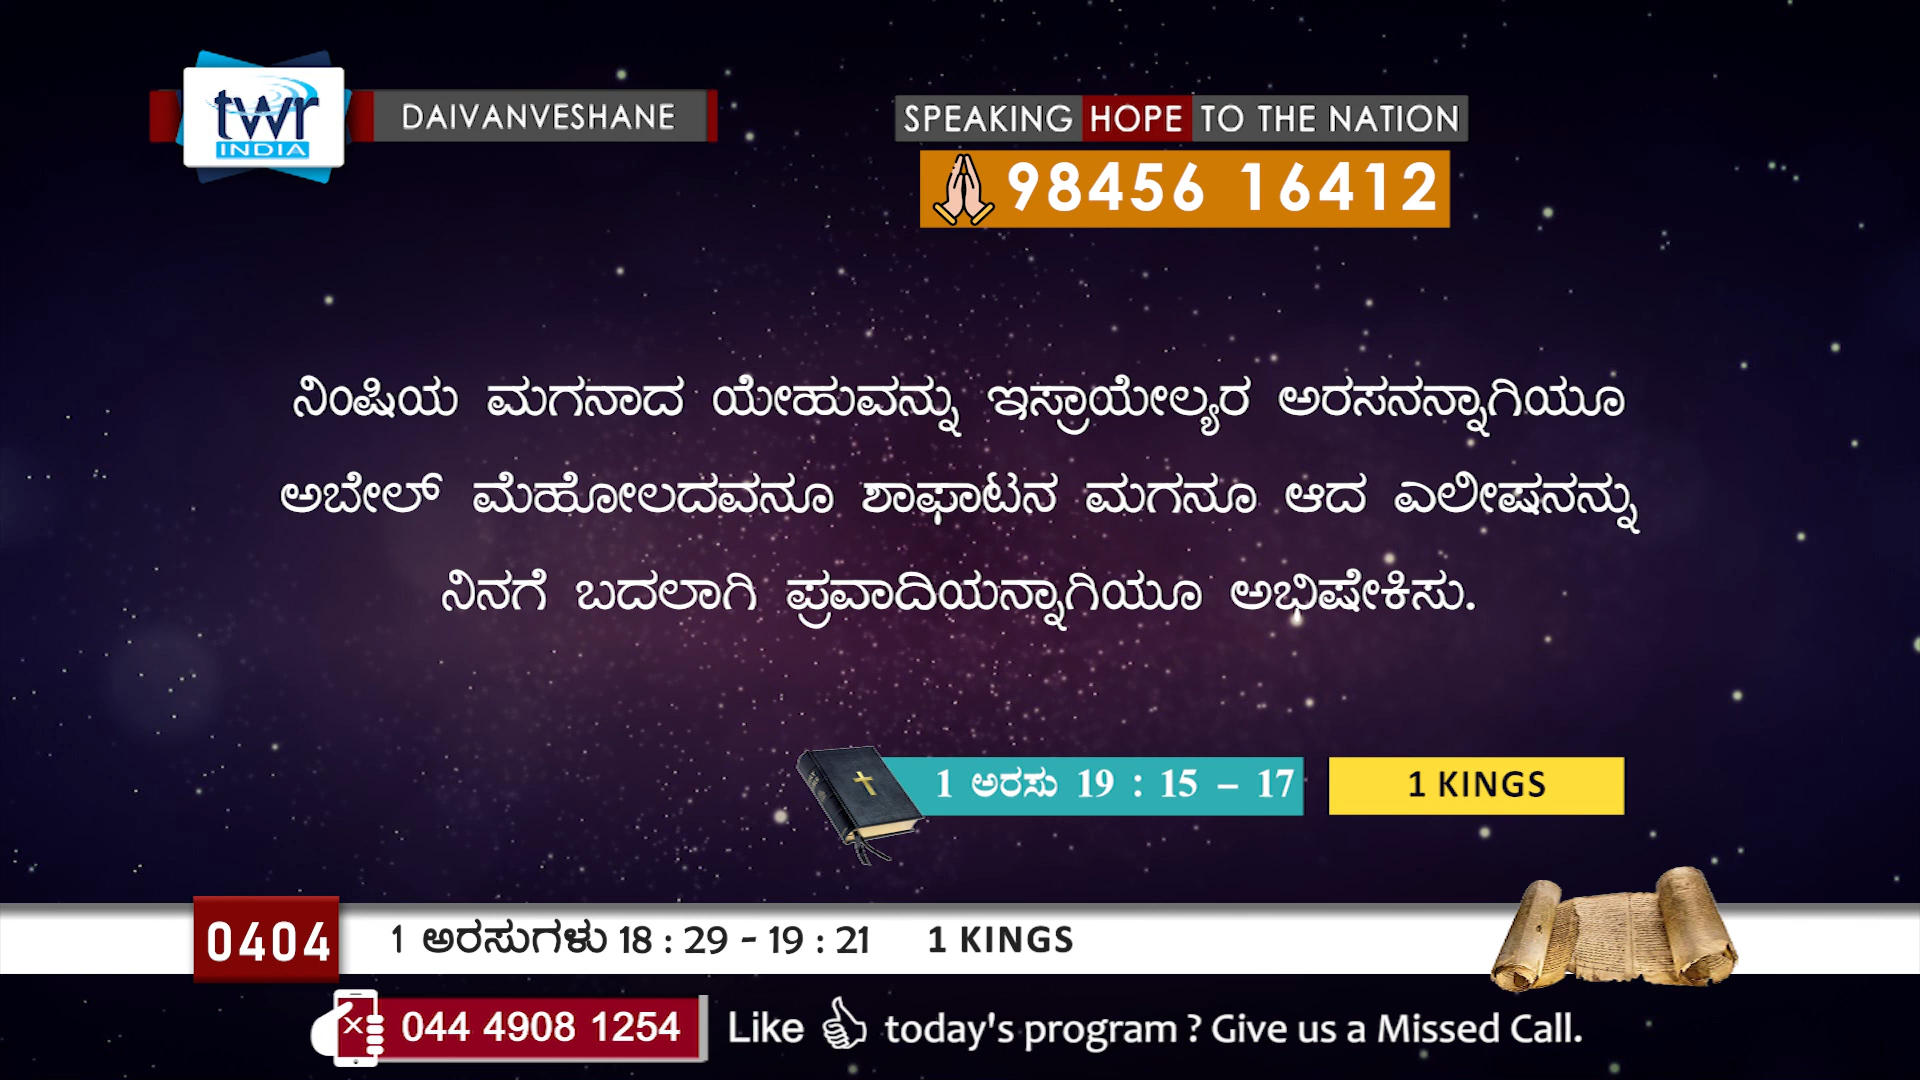 twr
INDIA
DAIVANVESHANE
SPEAKING HOPE TO THE NATION
98456 16412
ನಿಂಷಿಯ ಮಗನಾದ ಯೇಹುವನ್ನು ಇಸ್ರಾಯೇಲ್ಯರ ಅರಸನನ್ನಾಗಿಯೂ
ಅಬೇಲ್ ಮೆಹೋಲದವನೂ ಶಾಫಾಟನ ಮಗನೂ ಆದ ಎಲೀಷನನ್ನು
ನಿನಗೆ ಬದಲಾಗಿ ಪ್ರವಾದಿಯನ್ನಾಗಿಯೂ ಅಭಿಷೇಕಿಸು.
1 ಅರಸು 19 : 15 – 17
1 KINGS
0404
1 ಅರಸುಗಳು 18 : 29 - 19 : 21 1 KINGS
044 4908 1254
Like today's program ? Give us a Missed Call.